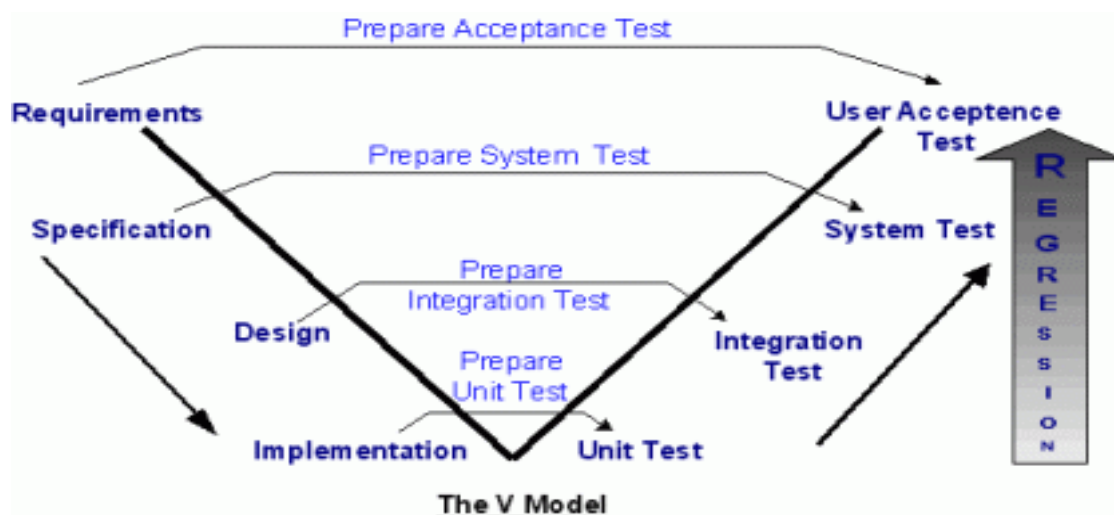 Prepare Acceptance Test
Requirements
User Acceptence
Test
Prepare System Test
Specification
System Test
Prepare
Integration Test
Design
Integration
Test
Prepare
Unit Test
Implementation
Unit Test
REGRESSION
The V Model